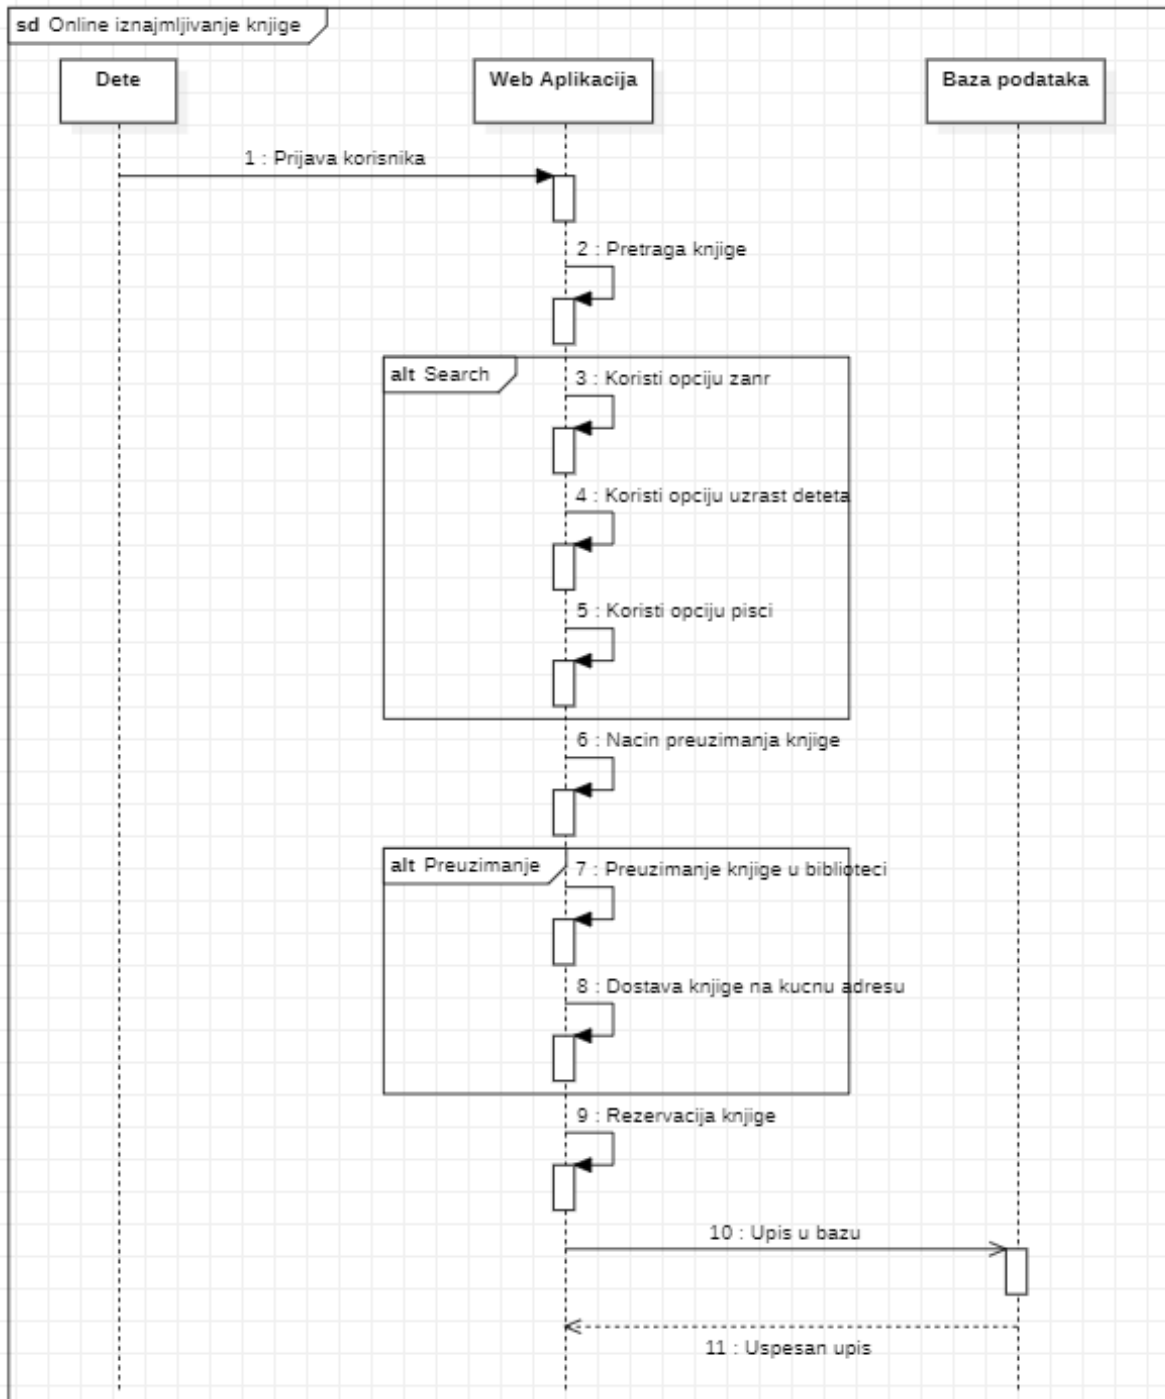 sd Online iznajmljivanje knjige
Dete
Web Aplikacija
Baza podataka
1 : Prijava korisnika
2 : Pretraga knjige
alt Search
3 : Koristi opciju zanr
4 : Koristi opciju uzrast deteta
5 : Koristi opciju pisci
6 : Nacin preuzimanja knjige
alt Preuzimanje
7 : Preuzimanje knjige u biblioteci
8 : Dostava knjige na kucnu adresu
9 : Rezervacija knjige
10 : Upis u bazu
11 : Uspesan upis